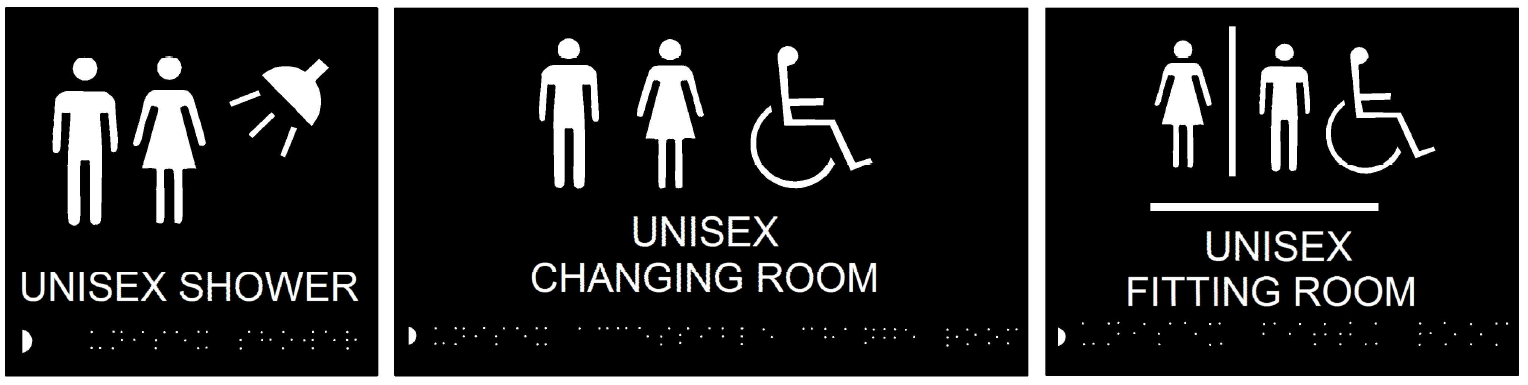 UNISEX SHOWER
UNISEX
CHANGING ROOM
UNISEX
FITTING ROOM